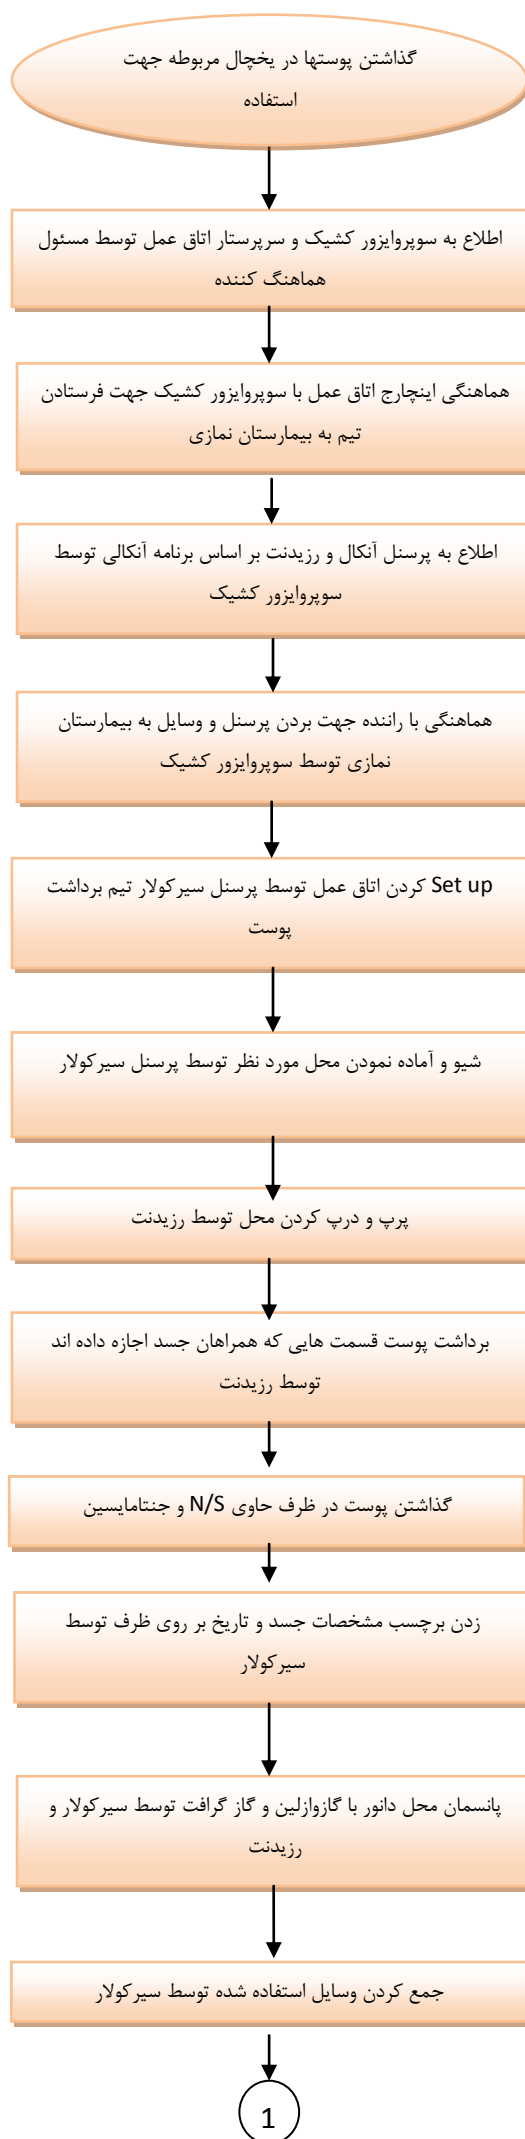 گذاشتن پوستها در یخچال مربوطه جهت
استفاده
اطلاع به سوپروایزور کشیک و سرپرستار اتاق عمل توسط مسئول
هماهنگ کننده
هماهنگی اینچارج اتاق عمل با سوپروایزور کشیک جهت فرستادن
تیم به بیمارستان نمازی
اطلاع به پرسنل آنکال و رزیدنت بر اساس برنامه آنکالی توسط
سوپروایزور کشیک
هماهنگی با راننده جهت بردن پرسنل و وسایل به بیمارستان
نمازی توسط سوپروایزور کشیک
Set up کردن اتاق عمل توسط پرسنل سیرکولار تیم برداشت
پوست
شیو و آماده نمودن محل مورد نظر توسط پرسنل سیرکولار
پرپ و درپ کردن محل توسط رزیدنت
برداشت پوست قسمت هایی که همراهان جسد اجازه داده اند
توسط رزیدنت
گذاشتن پوست در ظرف حاوی N/S و جنتامایسین
زدن برچسب مشخصات جسد و تاریخ بر روی ظرف توسط
سیرکولار
پانسمان محل دانور با گازوازلین و گاز گرافت توسط سیرکولار و
رزیدنت
جمع کردن وسایل استفاده شده توسط سیرکولار
1